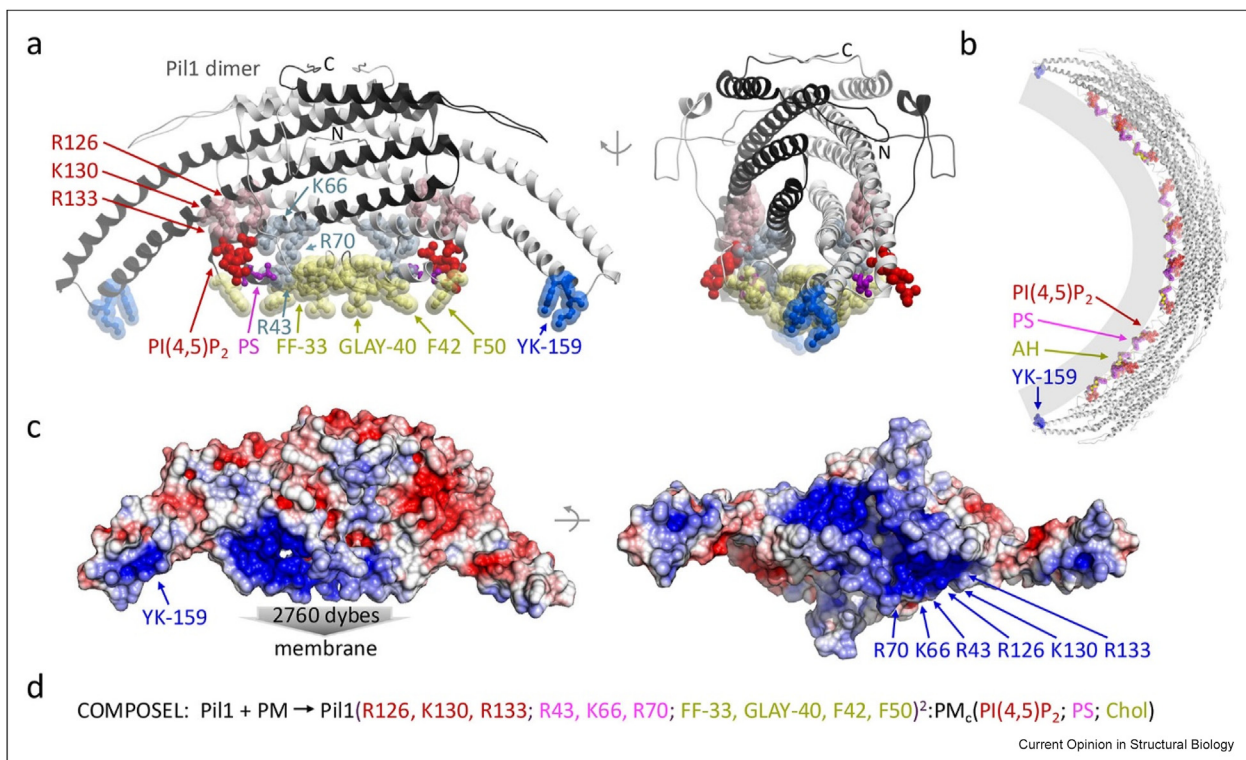 a
Pil1 dimer
C
N
R126
K130
R133
K66
R70
R43
PI(4,5)P₂ PS FF-33 GLAY-40 F42 F50 YK-159
C
N
b
PI(4,5)P₂
PS
AH
YK-159
c
YK-159
2760 dybes
membrane
R70 K66 R43 R126 K130 R133
d
COMPOSEL: Pil1 + PM → Pil1(R126, K130, R133; R43, K66, R70; FF-33, GLAY-40, F42, F50)²:PMc(PI(4,5)P₂; PS; Chol)
Current Opinion in Structural Biology